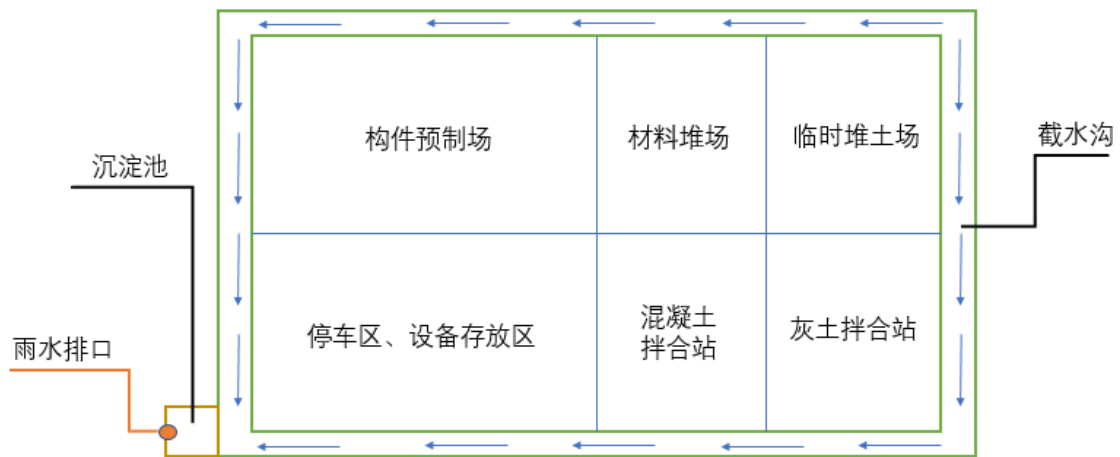 构件预制场
材料堆场
临时堆土场
截水沟
沉淀池
停车区、设备存放区
混凝土
拌合站
灰土拌合站
雨水排口